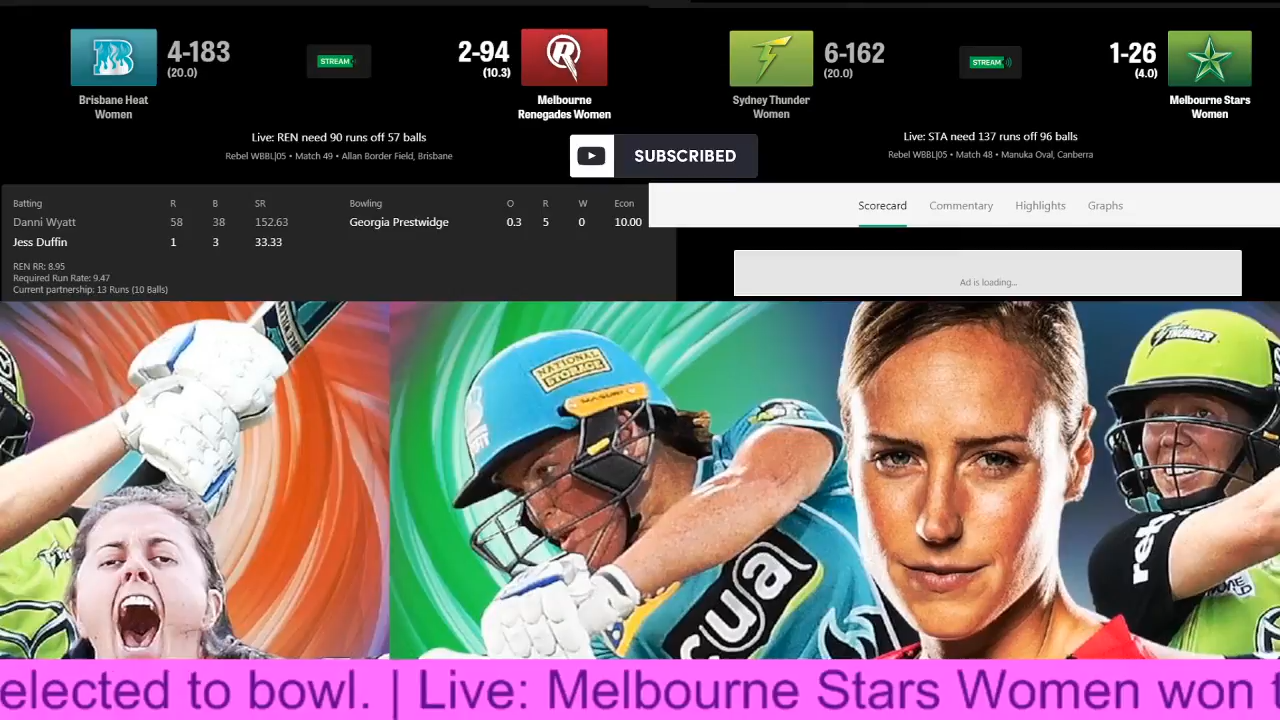 4-183
(20.0)
STREAM
2-94
(10.3)
Brisbane Heat
Women
Melbourne
Renegades Women
Live: REN need 90 runs off 57 balls
Rebel WBBL|05 • Match 49 • Allan Border Field, Brisbane
6-162
(20.0)
STREAM
1-26
(4.0)
Sydney Thunder
Women
Melbourne Stars
Women
Live: STA need 137 runs off 96 balls
Rebel WBBL|05 • Match 48 • Manuka Oval, Canberra
SUBSCRIBED
Batting R B SR Bowling O R W Econ
Danni Wyatt 58 38 152.63 Georgia Prestwidge 0.3 5 0 10.00
Jess Duffin 1 3 33.33
REN RR: 8.95
Required Run Rate: 9.47
Current partnership: 13 Runs (10 Balls)
Scorecard Commentary Highlights Graphs
Ad is loading...
NATIONAL
STORAGE
THUNDER
cua
elected to bowl. | Live: Melbourne Stars Women won t